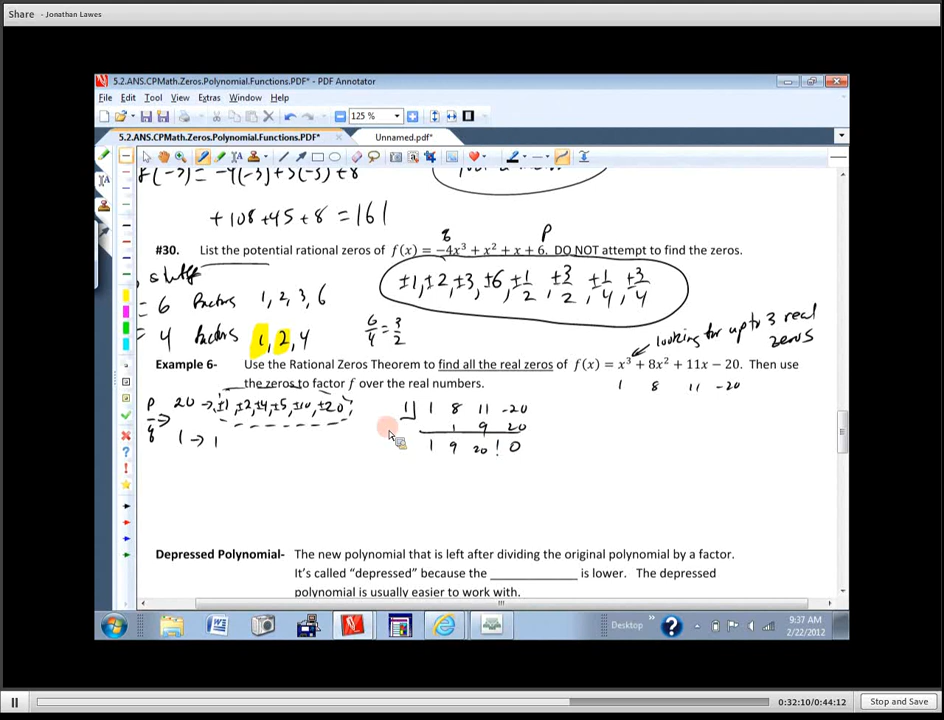 Share - Jonathan Lawes
5.2.ANS.CPMath.Zeros.Polynomial.Functions.PDF* - PDF Annotator
File Edit Tool View Extras Window Help
125 %
5.2.ANS.CPMath.Zeros.Polynomial.Functions.PDF* Unnamed.pdf*
+108+45+8 = 161
q p
#30. List the potential rational zeros of f(x) = −4x³ + x² + x + 6. DO NOT attempt to find the zeros.
±1, ±2, ±3, ±6, ±1/2 ±3/2 ±1/4, ±3/4
= 6 Factors 1, 2, 3, 6
= 4 Factors 1, 2, 4 6/4 = 3/2
looking for up to 3 real zeros
Example 6- Use the Rational Zeros Theorem to find all the real zeros of f(x) = x³ + 8x² + 11x − 20. Then use
the zeros to factor f over the real numbers. 1 8 11 -20
p/q → 20 → ±1, ±2, ±4, ±5, ±10, ±20,
1 → 1
1 | 1 8 11 -20
1 9 20
1 9 20 0
Depressed Polynomial- The new polynomial that is left after dividing the original polynomial by a factor.
It's called “depressed” because the ____________ is lower. The depressed
polynomial is usually easier to work with.
Desktop
9:37 AM
2/22/2012
0:32:10/0:44:12 Stop and Save